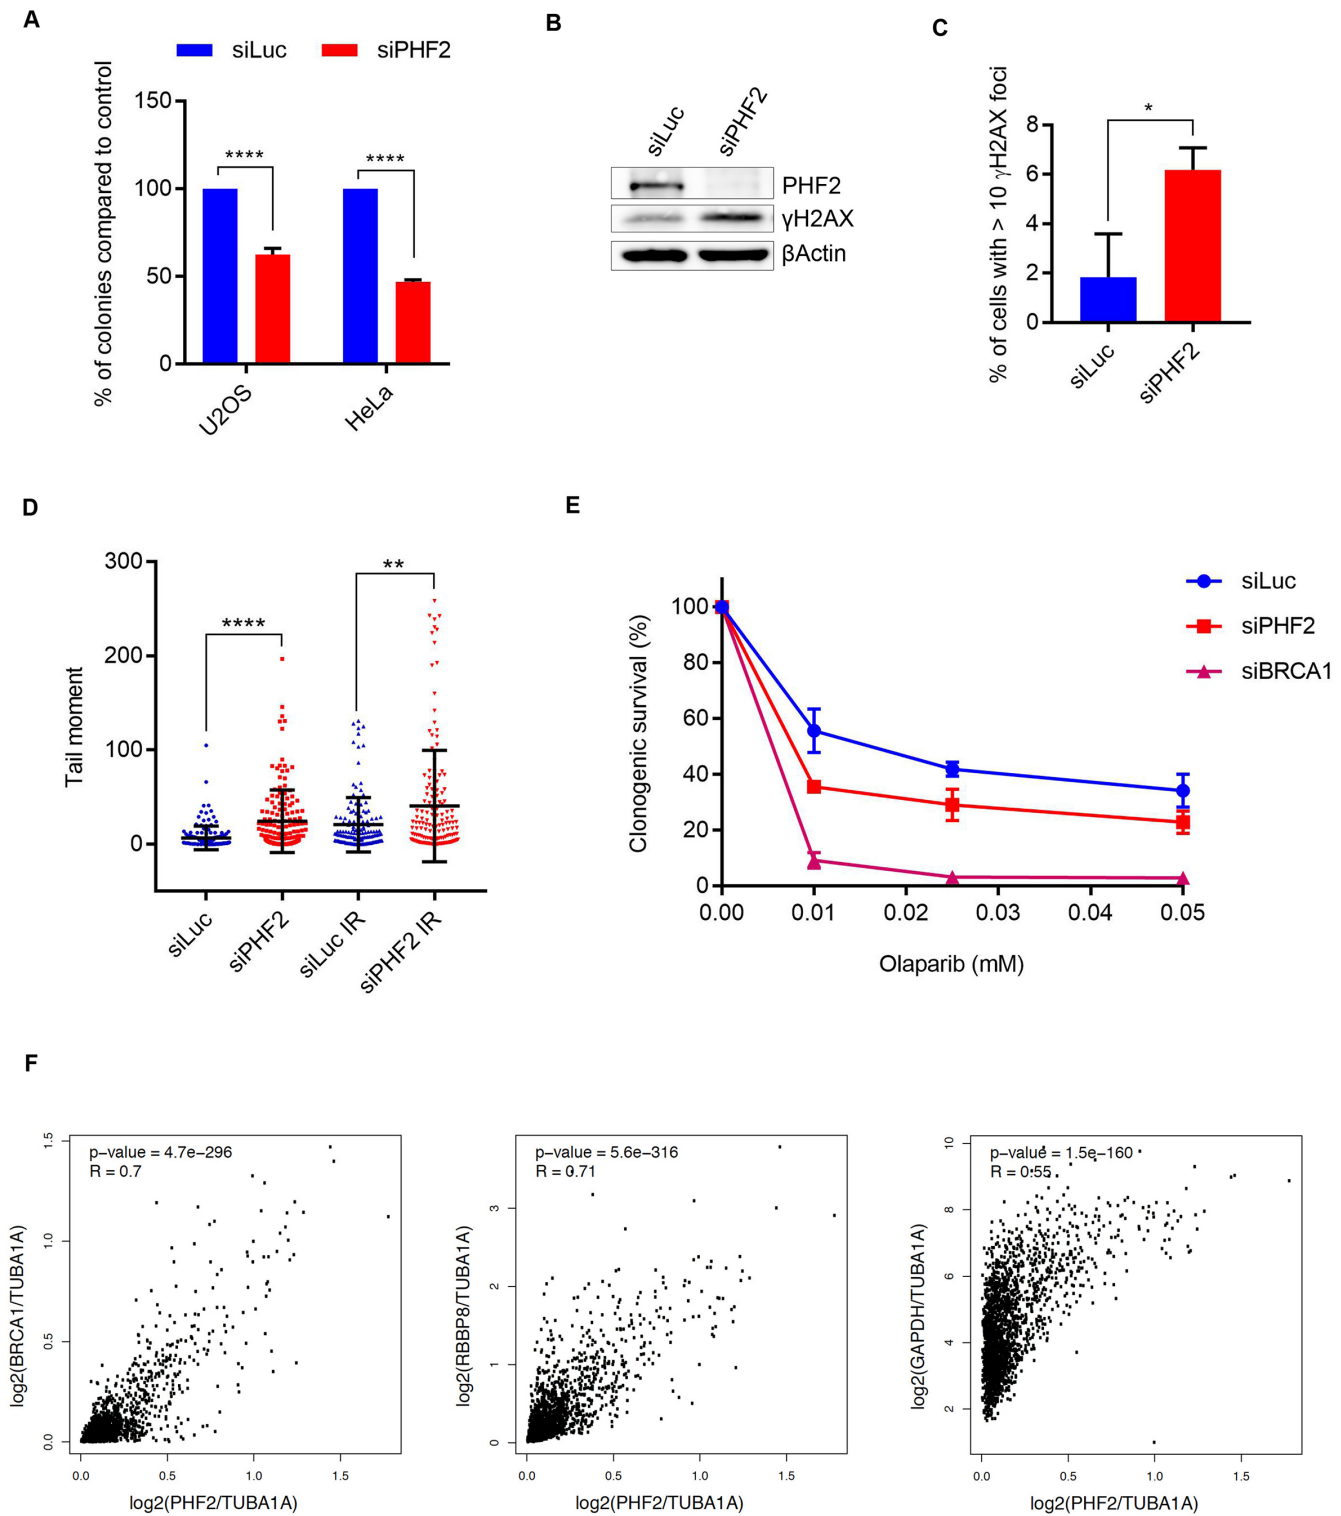 A
siLuc siPHF2
% of colonies compared to control
150
100
50
0
****
****
U2OS
HeLa
B
siLuc
siPHF2
PHF2
γH2AX
βActin
C
% of cells with > 10 γH2AX foci
8
6
4
2
0
*
siLuc
siPHF2
D
Tail moment
300
200
100
0
****
**
siLuc
siPHF2
siLuc IR
siPHF2 IR
E
Clonogenic survival (%)
100
80
60
40
20
0
0.00 0.01 0.02 0.03 0.04 0.05
Olaparib (mM)
siLuc
siPHF2
siBRCA1
F
p−value = 4.7e−296
R = 0.7
log2(BRCA1/TUBA1A)
1.5
1.0
0.5
0.0
0.0 0.5 1.0 1.5
log2(PHF2/TUBA1A)
p−value = 5.6e−316
R = 0.71
log2(RBBP8/TUBA1A)
3
2
1
0
0.0 0.5 1.0 1.5
log2(PHF2/TUBA1A)
p−value = 1.5e−160
R = 0.55
log2(GAPDH/TUBA1A)
10
8
6
4
2
0.0 0.5 1.0 1.5
log2(PHF2/TUBA1A)